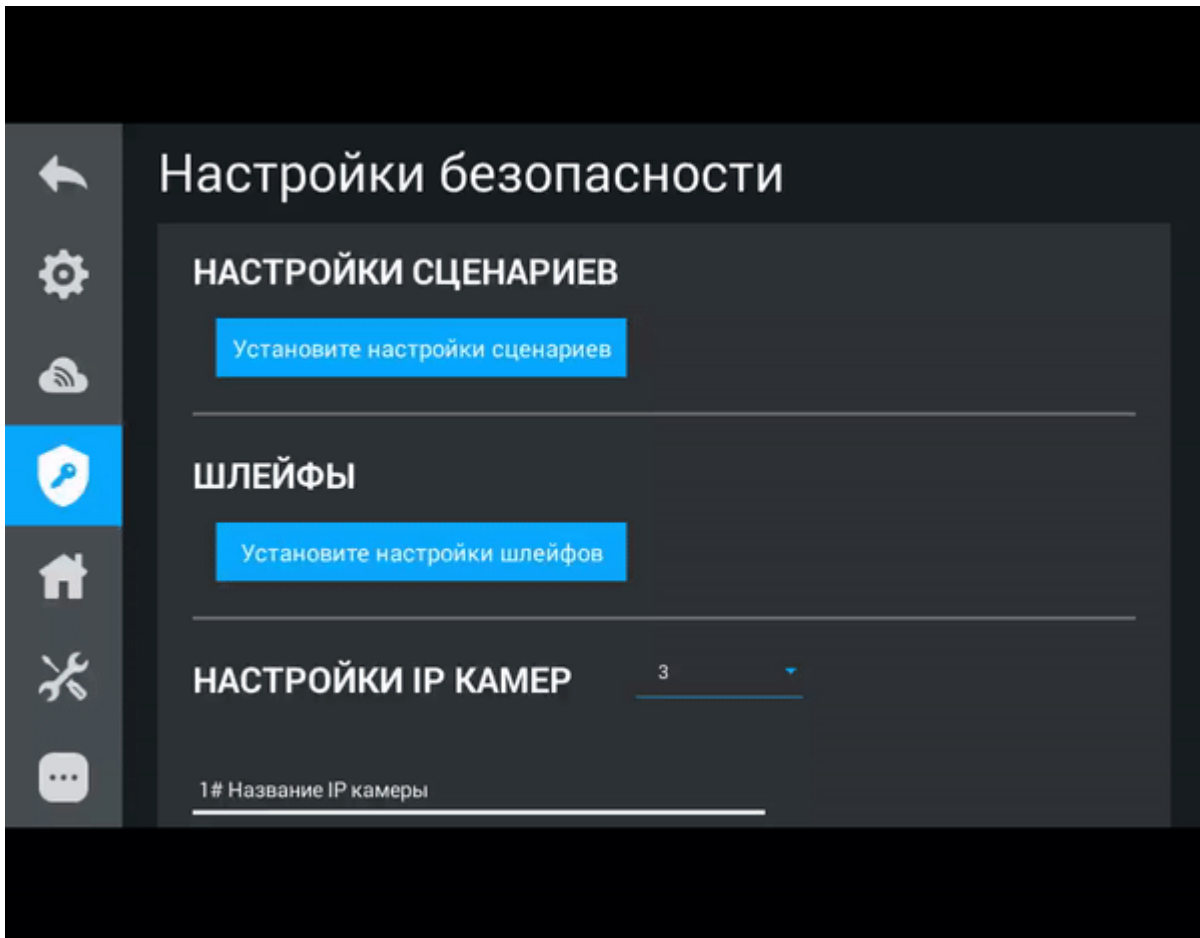 Настройки безопасности
НАСТРОЙКИ СЦЕНАРИЕВ
Установите настройки сценариев
ШЛЕЙФЫ
Установите настройки шлейфов
НАСТРОЙКИ IP КАМЕР 3
1# Название IP камеры